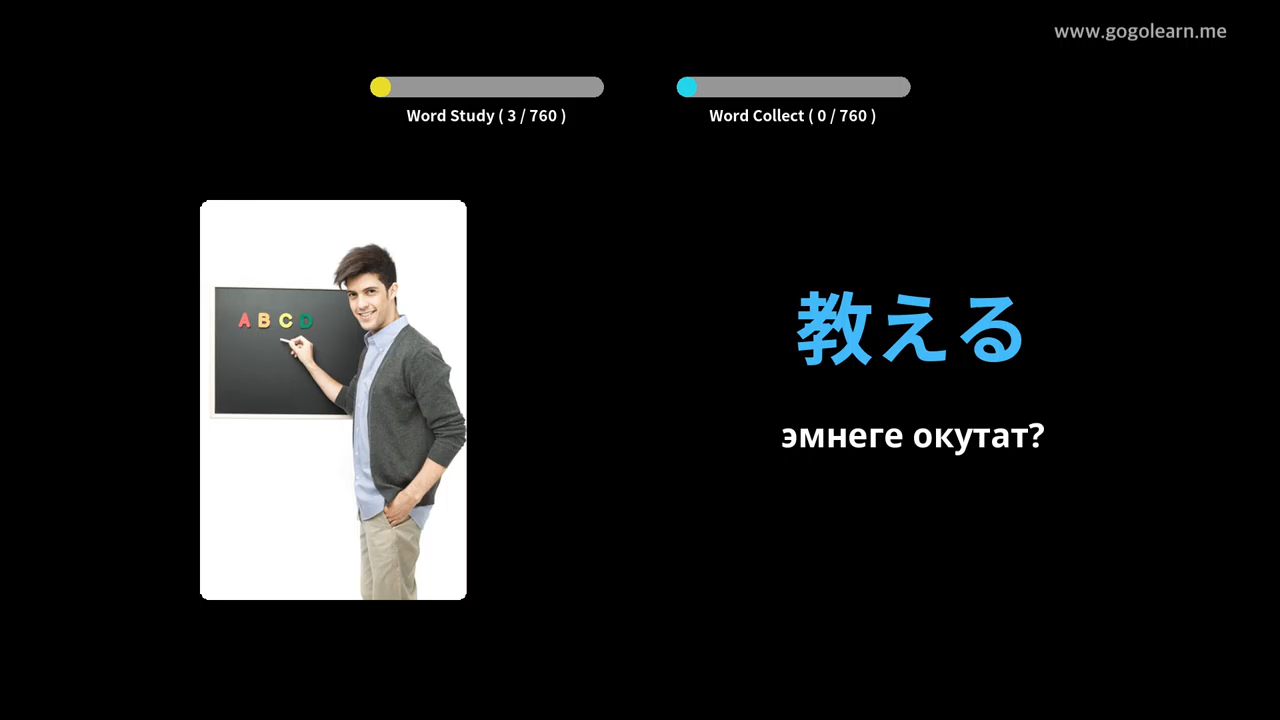 www.gogolearn.me
Word Study ( 3 / 760 )
Word Collect ( 0 / 760 )
A B C D
教える
эмнеге окутат?